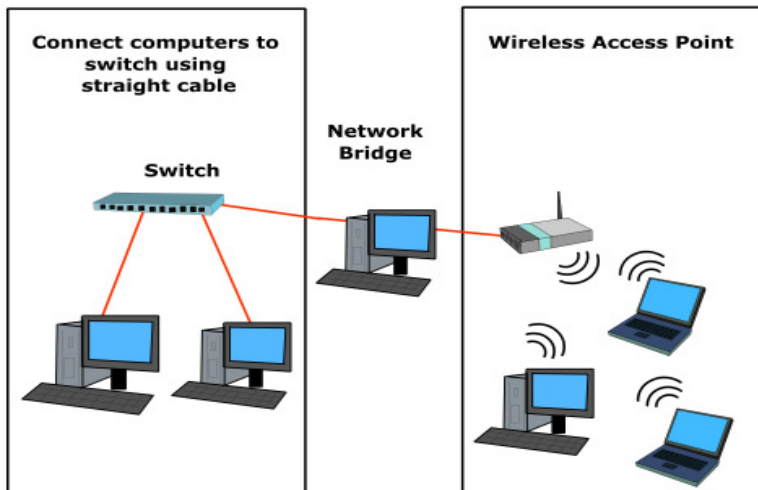 Connect computers to
switch using
straight cable
Switch
Network
Bridge
Wireless Access Point